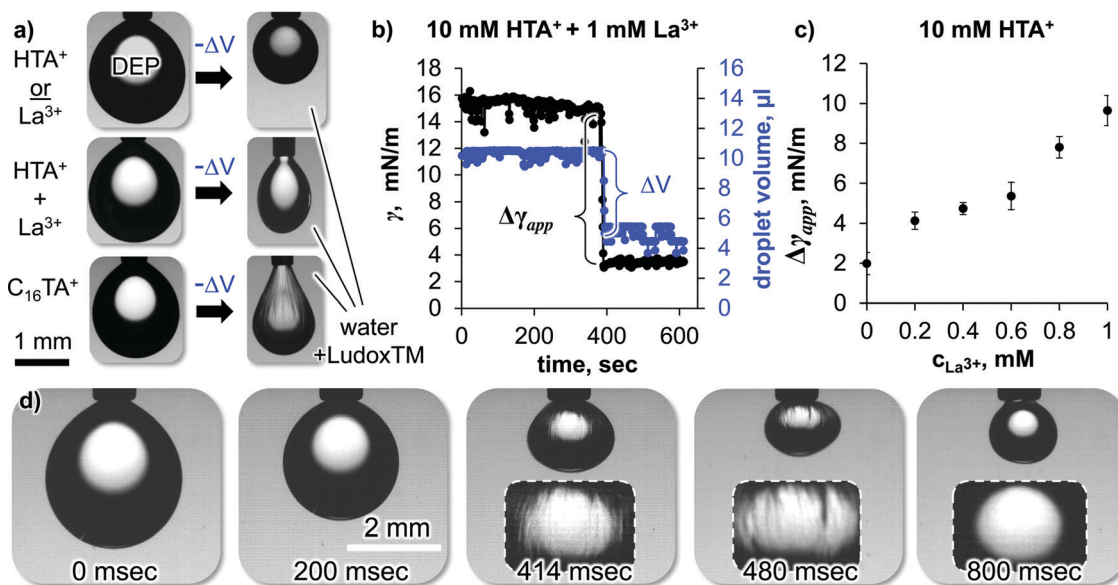 a)
HTA⁺
or
La³⁺
DEP
-ΔV
HTA⁺
+
La³⁺
-ΔV
C₁₆TA⁺
-ΔV
1 mm
water
+LudoxTM
b)
10 mM HTA⁺ + 1 mM La³⁺
γ, mN/m
18
16
14
12
10
8
6
4
2
0
0 200 400 600
time, sec
Δγapp
ΔV
16
14
12
10
8
6
4
2
0
droplet volume, µl
c)
10 mM HTA⁺
Δγapp, mN/m
12
10
8
6
4
2
0
0 0.2 0.4 0.6 0.8 1
cLa³⁺, mM
d)
0 msec
200 msec
2 mm
414 msec
480 msec
800 msec